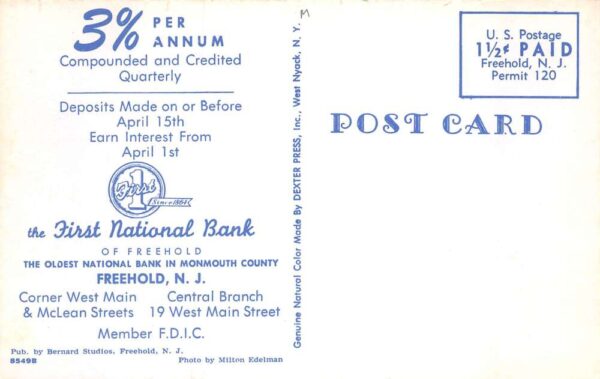 3% PER
ANNUM
Compounded and Credited
Quarterly
Deposits Made on or Before
April 15th
Earn Interest From
April 1st
First
1
Since 1864
the First National Bank
OF FREEHOLD
THE OLDEST NATIONAL BANK IN MONMOUTH COUNTY
FREEHOLD, N. J.
Corner West Main
& McLean Streets
Central Branch
19 West Main Street
Member F.D.I.C.
Pub. by Bernard Studios, Freehold, N. J.
85498
Photo by Milton Edelman
Genuine Natural Color Made By DEXTER PRESS, Inc., West Nyack, N. Y.
M
U. S. Postage
1½¢ PAID
Freehold, N. J.
Permit 120
POST CARD